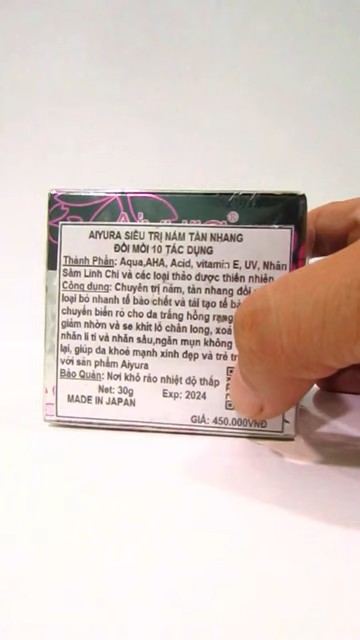 AIYURA SIÊU TRỊ NÁM TÀN NHANG
ĐỒI MỒI 10 TÁC DỤNG
Thành Phần: Aqua,AHA, Acid, vitamin E, UV, Nhân
Sâm Linh Chi và các loại thảo dược thiên nhiên
Công dụng: Chuyên trị nám, tàn nhang đồi
loại bỏ nhanh tế bào chết và tái tạo tế
chuyển biến rỏ cho da trắng hồng rạng
giảm nhờn và se khít lỗ chân long, xoá
nhăn li ti và nhăn sâu,ngăn mụn không
lại, giúp da khoẻ mạnh xinh đẹp và trẻ
với sản phẩm Aiyura
Bảo Quản: Nơi khô ráo nhiệt độ thấp
Net: 30g Exp: 2024
MADE IN JAPAN
GIÁ: 450.000VNĐ